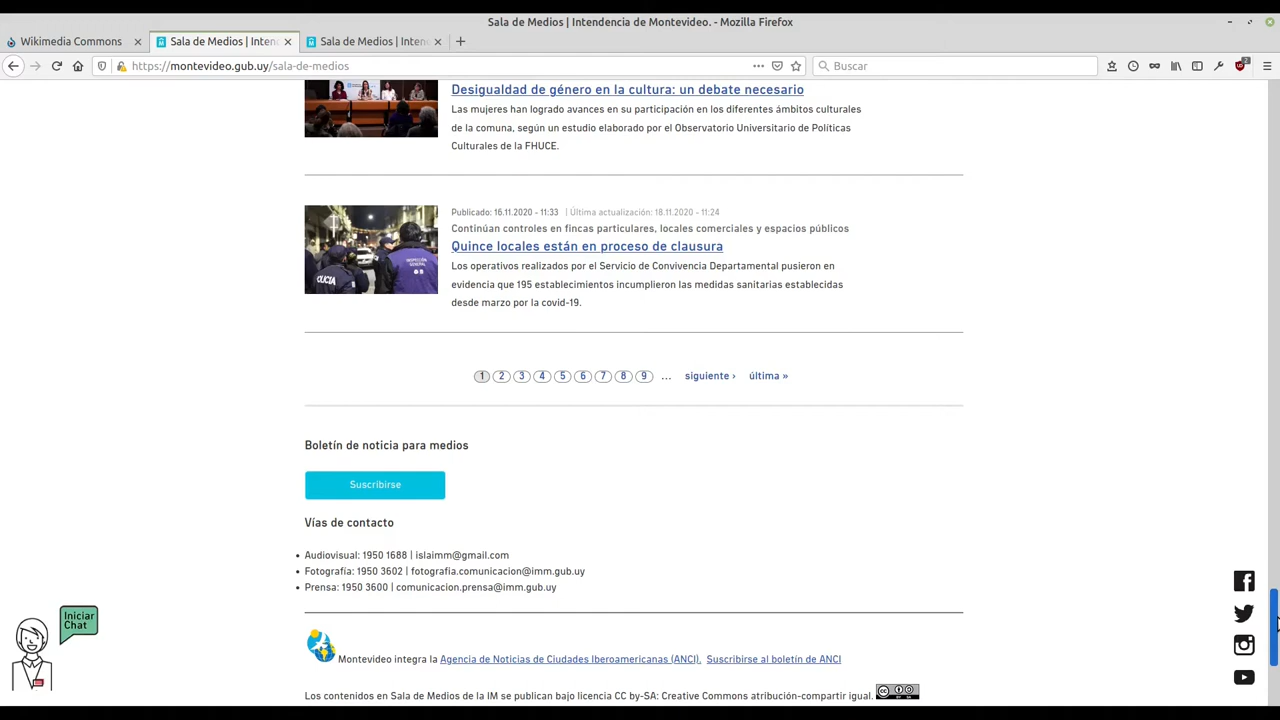 Sala de Medios | Intendencia de Montevideo. - Mozilla Firefox
Wikimedia Commons
Sala de Medios | Inten
Sala de Medios | Inten
https://montevideo.gub.uy/sala-de-medios
Buscar
2
Desigualdad de género en la cultura: un debate necesario
Las mujeres han logrado avances en su participación en los diferentes ámbitos culturales
de la comuna, según un estudio elaborado por el Observatorio Universitario de Políticas
Culturales de la FHUCE.
Publicado: 16.11.2020 - 11:33 | Última actualización: 18.11.2020 - 11:24
Continúan controles en fincas particulares, locales comerciales y espacios públicos
Quince locales están en proceso de clausura
Los operativos realizados por el Servicio de Convivencia Departamental pusieron en
evidencia que 195 establecimientos incumplieron las medidas sanitarias establecidas
desde marzo por la covid-19.
1 2 3 4 5 6 7 8 9 … siguiente › última »
Boletín de noticia para medios
Suscribirse
Vías de contacto
• Audiovisual: 1950 1688 | islaimm@gmail.com
• Fotografía: 1950 3602 | fotografia.comunicacion@imm.gub.uy
• Prensa: 1950 3600 | comunicacion.prensa@imm.gub.uy
Iniciar
Chat
Montevideo integra la Agencia de Noticias de Ciudades Iberoamericanas (ANCI). Suscribirse al boletín de ANCI
Los contenidos en Sala de Medios de la IM se publican bajo licencia CC by-SA: Creative Commons atribución-compartir igual.